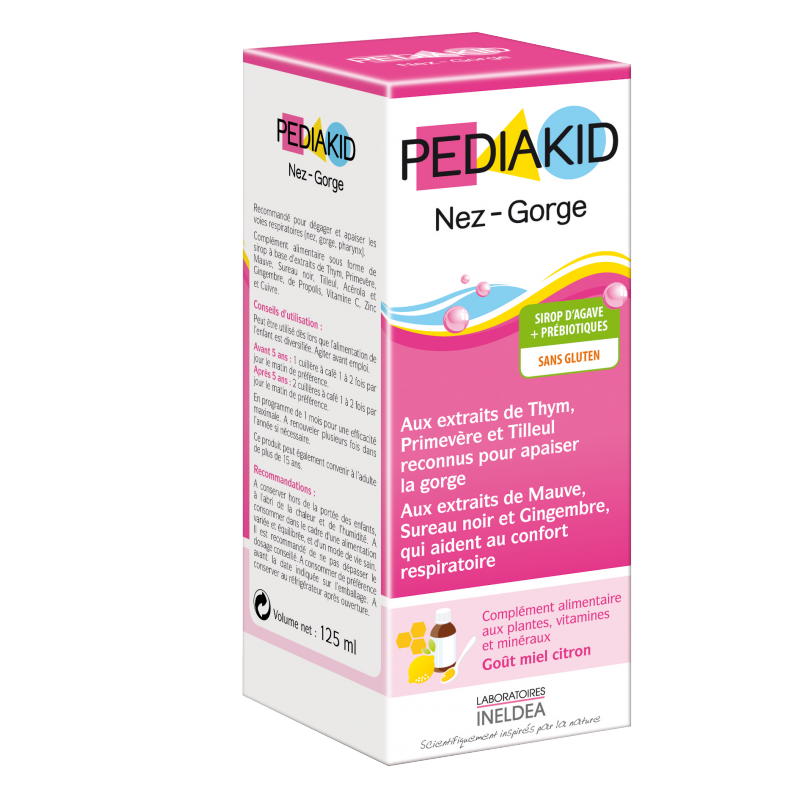 PEDIAKID
Nez-Gorge
PEDIAKID
Nez - Gorge
Recommandé pour dégager et apaiser les
voies respiratoires (nez, gorge, pharynx).
Complément alimentaire sous forme de
sirop à base d'extraits de Thym, Primevère,
Mauve, Sureau noir, Tilleul, Acérola et
Gingembre, de Propolis, Vitamine C, Zinc
et Cuivre.
Conseils d'utilisation :
Peut être utilisé dès lors que l'alimentation de
l'enfant est diversifiée. Agiter avant emploi.
Avant 5 ans : 1 cuillère à café 1 à 2 fois par
jour le matin de préférence.
Après 5 ans : 2 cuillères à café 1 à 2 fois par
jour le matin de préférence.
En programme de 1 mois pour une efficacité
maximale. A renouveler plusieurs fois dans
l'année si nécessaire.
Ce produit peut également convenir à l'adulte
de plus de 15 ans.
Recommandations :
A conserver hors de la portée des enfants,
à l'abri de la chaleur et de l'humidité. A
consommer dans le cadre d'une alimentation
variée et équilibrée, et d'un mode de vie sain.
Il est recommandé de ne pas dépasser le
dosage conseillé. A consommer de préférence
avant la date indiquée sur l'emballage. A
conserver au réfrigérateur après ouverture.
Volume net : 125 ml
PEDIAKID
Nez - Gorge
SIROP D'AGAVE
+ PRÉBIOTIQUES
SANS GLUTEN
Aux extraits de Thym,
Primevère et Tilleul
reconnus pour apaiser
la gorge
Aux extraits de Mauve,
Sureau noir et Gingembre,
qui aident au confort
respiratoire
Complément alimentaire
aux plantes, vitamines
et minéraux
Goût miel citron
LABORATOIRES
INELDEA
Scientifiquement inspirés par la nature